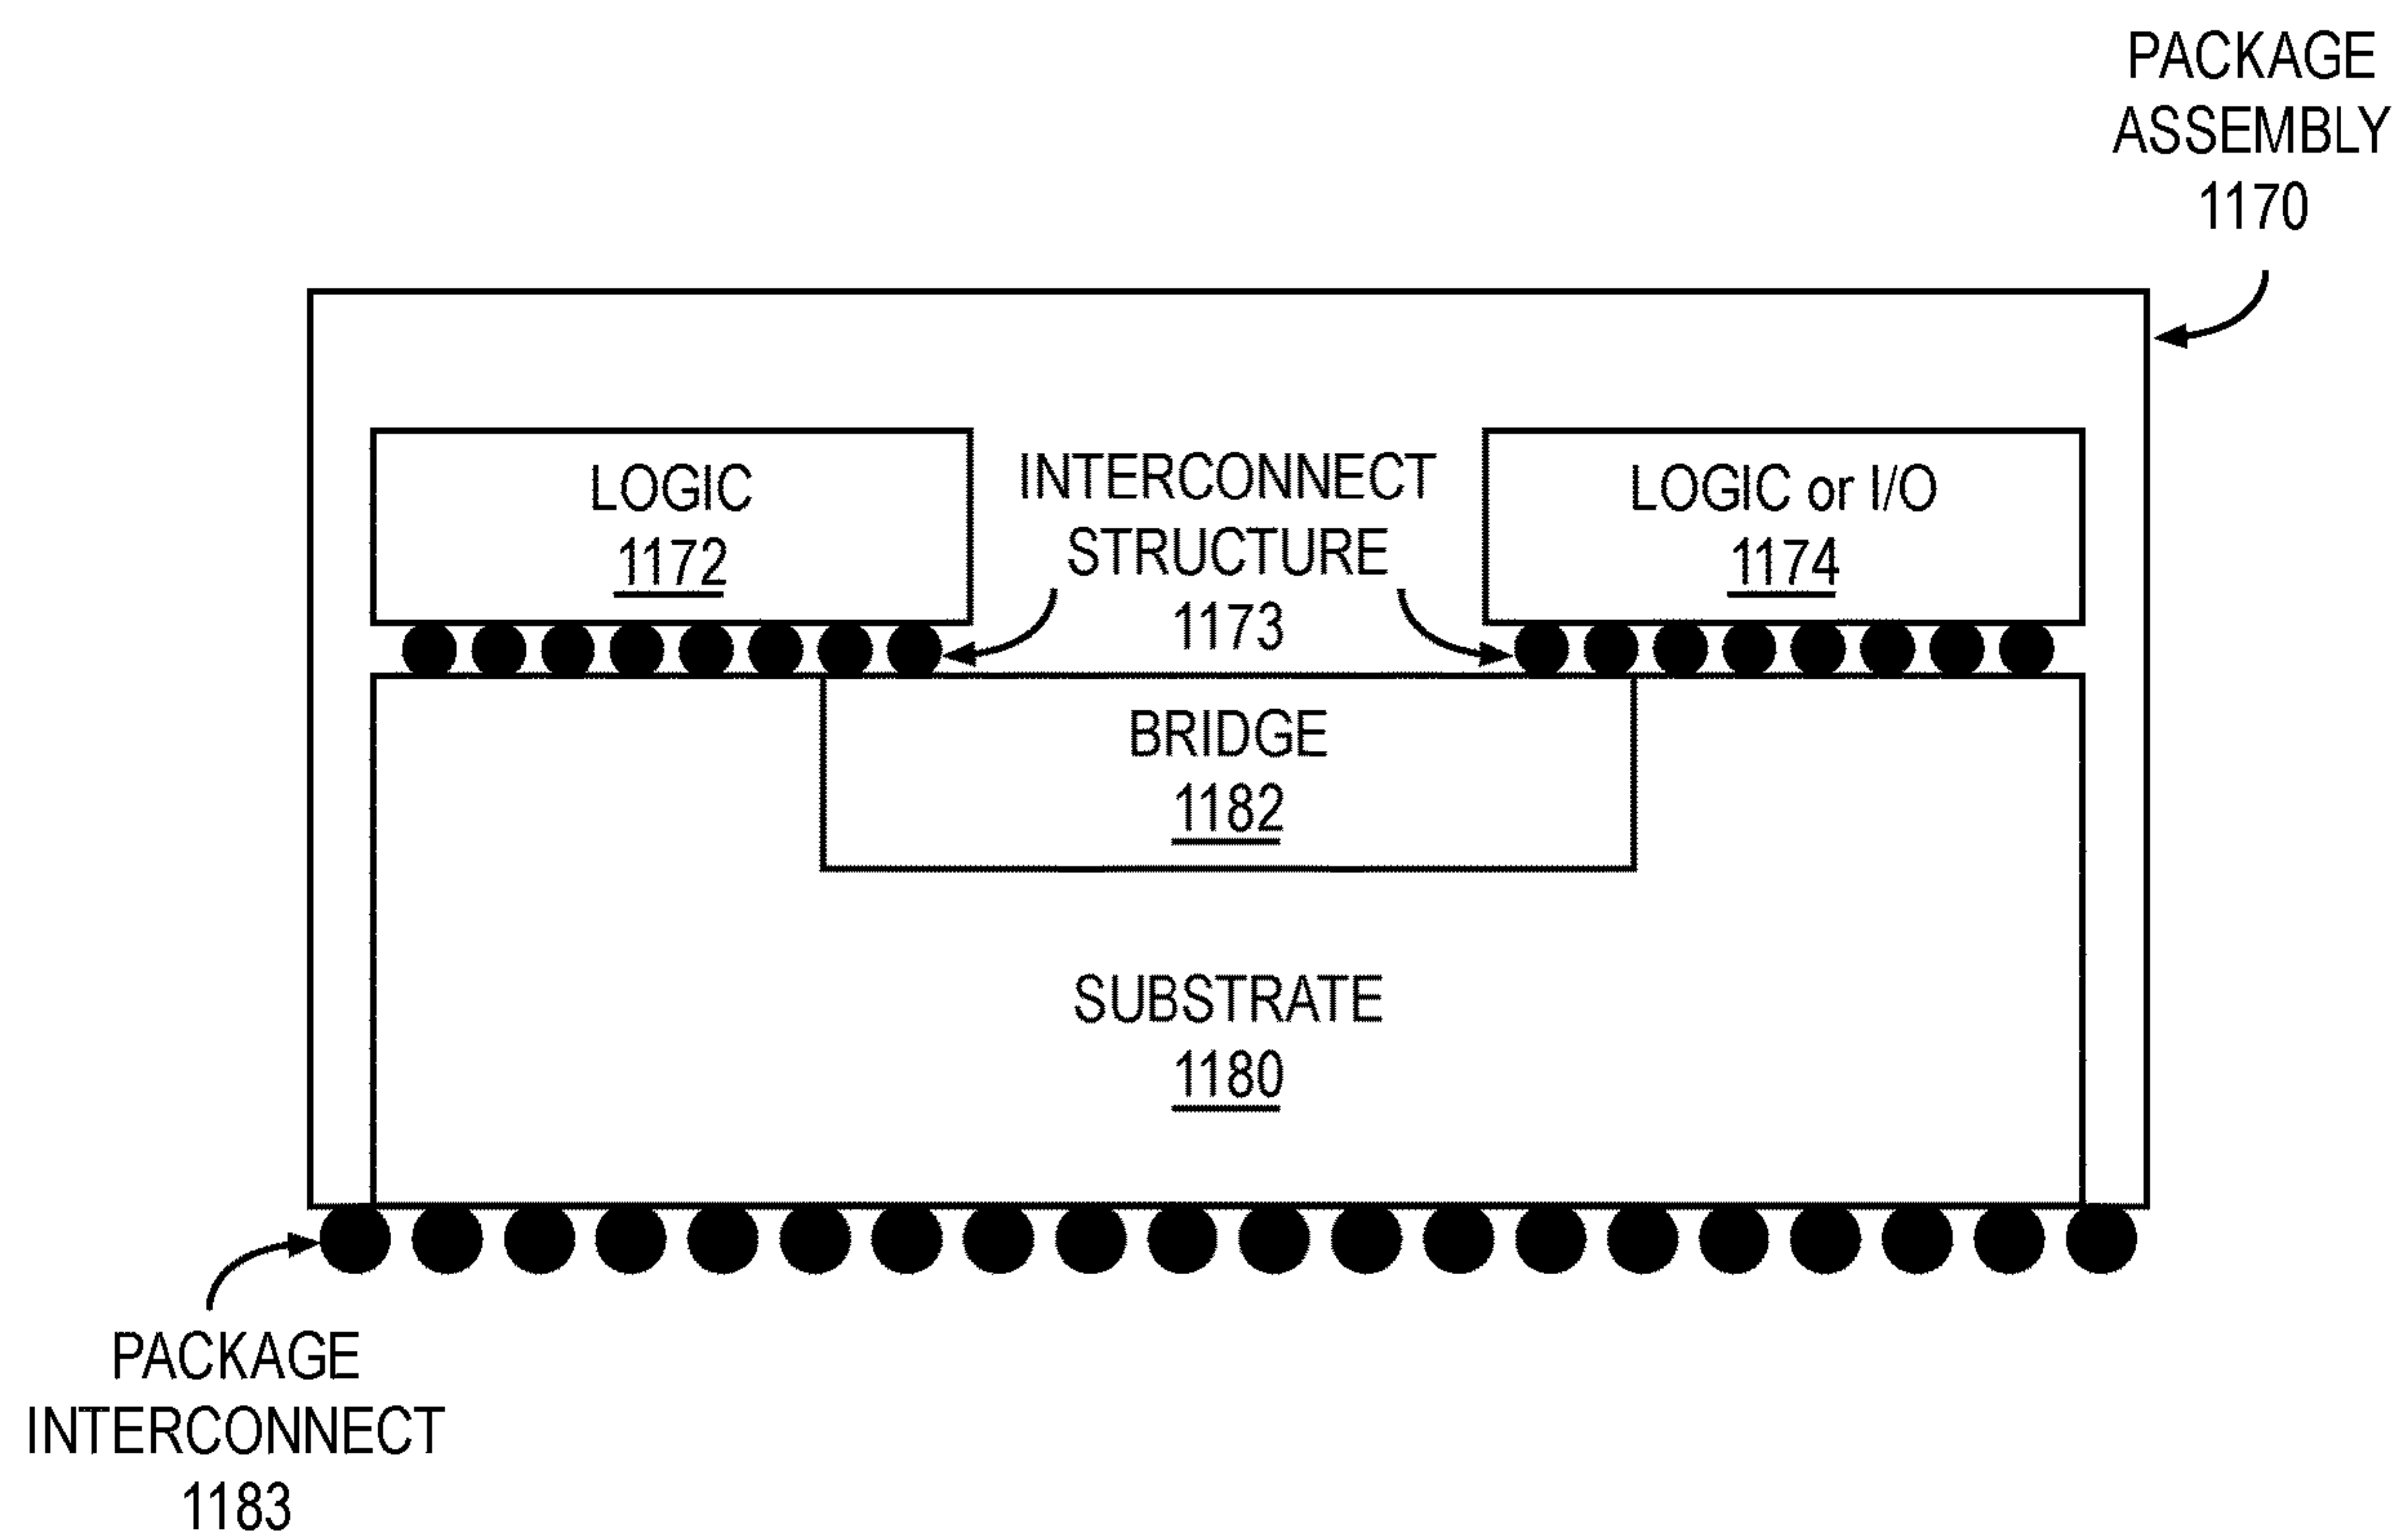 PACKAGE
ASSEMBLY
1170
LOGIC
1172
INTERCONNECT
STRUCTURE
1173
LOGIC or I/O
1174
BRIDGE
1182
SUBSTRATE
1180
PACKAGE
INTERCONNECT
1183